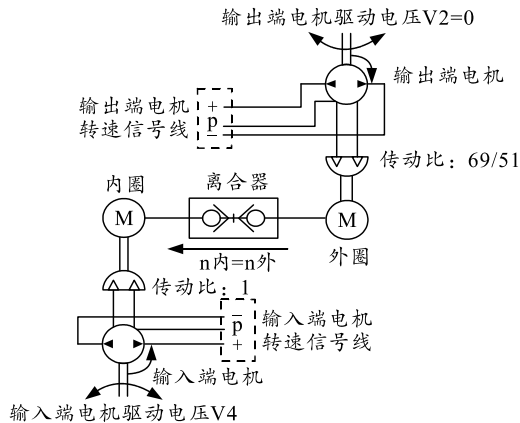 输出端电机驱动电压V2=0
输出端电机
输出端电机
转速信号线
+
p
−
传动比：69/51
内圈
离合器
M
M
n内=n外
外圈
传动比：1
−
p
+
输入端电机
转速信号线
输入端电机
输入端电机驱动电压V4